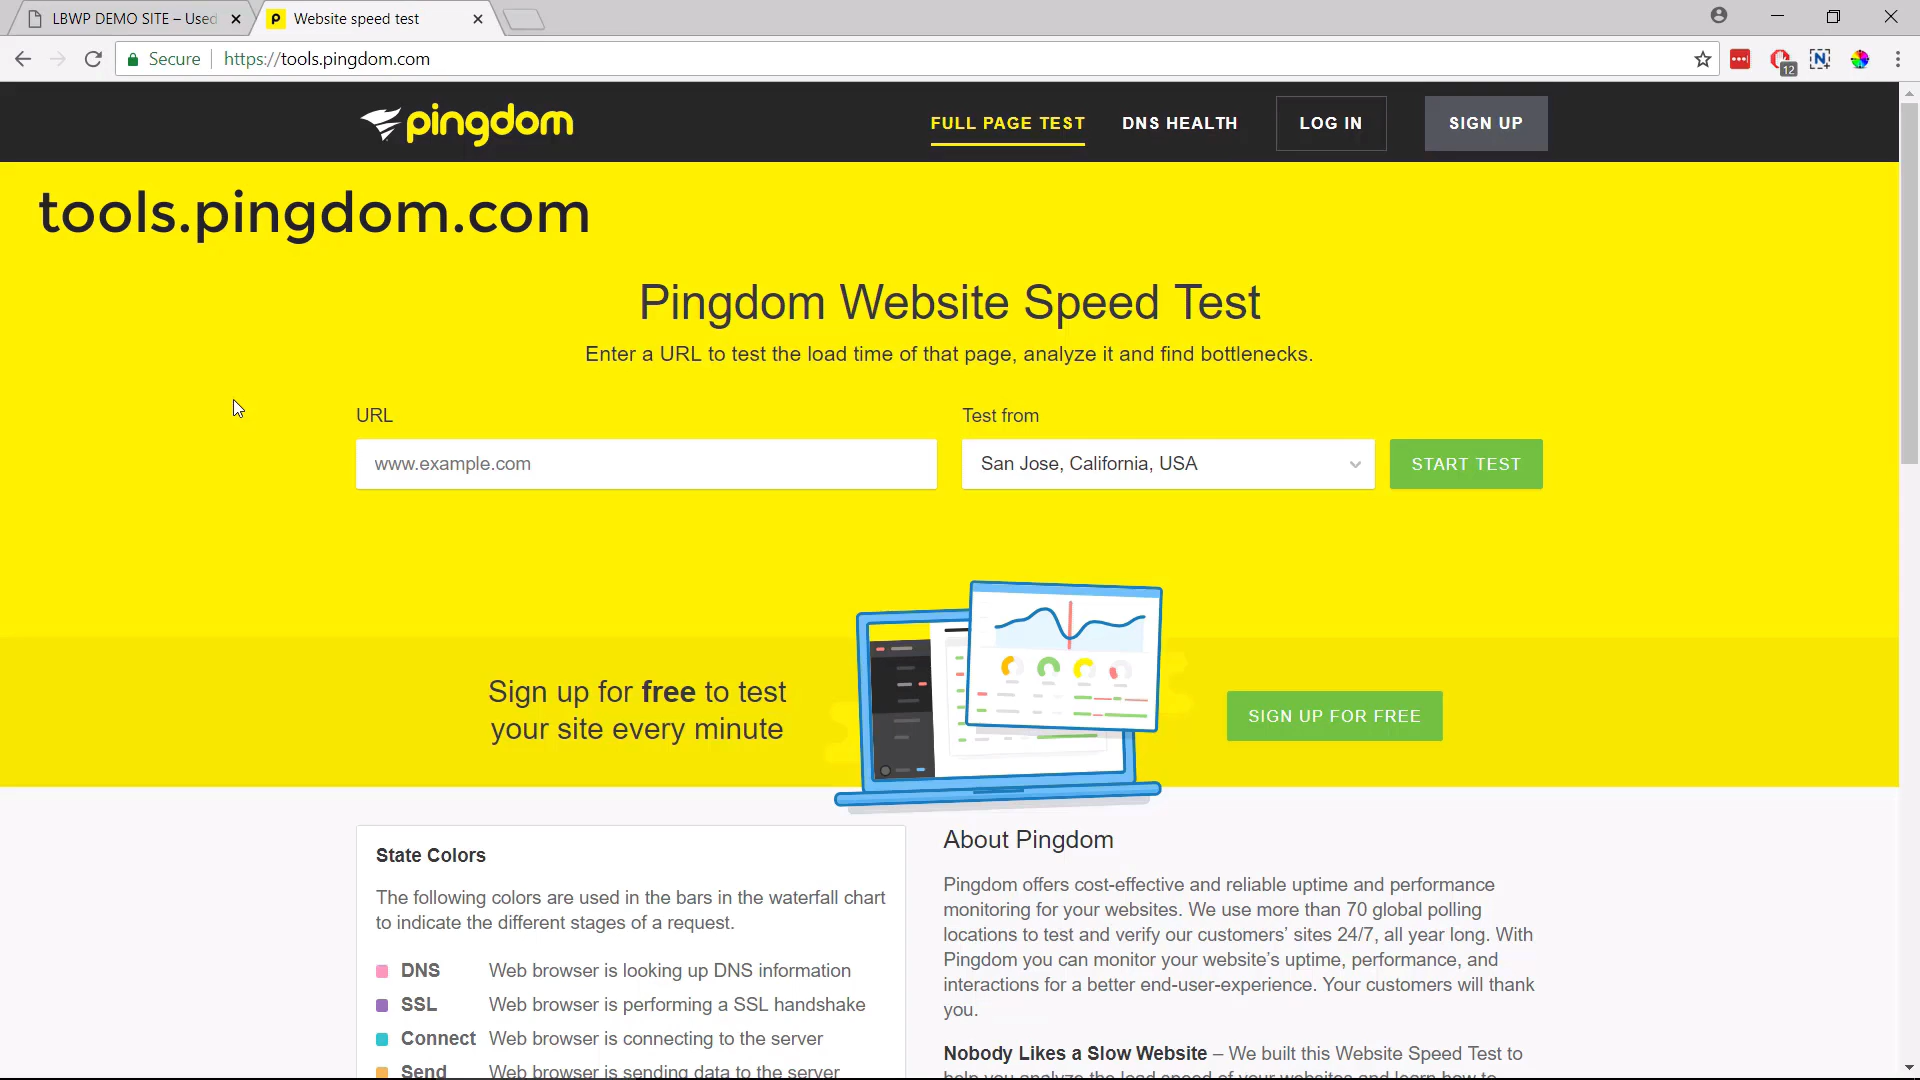 LBWP DEMO SITE – Used
Website speed test
Secure
https://tools.pingdom.com
12
N
pingdom
FULL PAGE TEST
DNS HEALTH
LOG IN
SIGN UP
tools.pingdom.com
Pingdom Website Speed Test
Enter a URL to test the load time of that page, analyze it and find bottlenecks.
URL
Test from
www.example.com
San Jose, California, USA
START TEST
Sign up for free to test
your site every minute
SIGN UP FOR FREE
State Colors
The following colors are used in the bars in the waterfall chart
to indicate the different stages of a request.
DNS Web browser is looking up DNS information
SSL Web browser is performing a SSL handshake
Connect Web browser is connecting to the server
Send Web browser is sending data to the server
About Pingdom
Pingdom offers cost-effective and reliable uptime and performance
monitoring for your websites. We use more than 70 global polling
locations to test and verify our customers’ sites 24/7, all year long. With
Pingdom you can monitor your website’s uptime, performance, and
interactions for a better end-user-experience. Your customers will thank
you.
Nobody Likes a Slow Website – We built this Website Speed Test to
help you analyze the load speed of your websites and learn how to